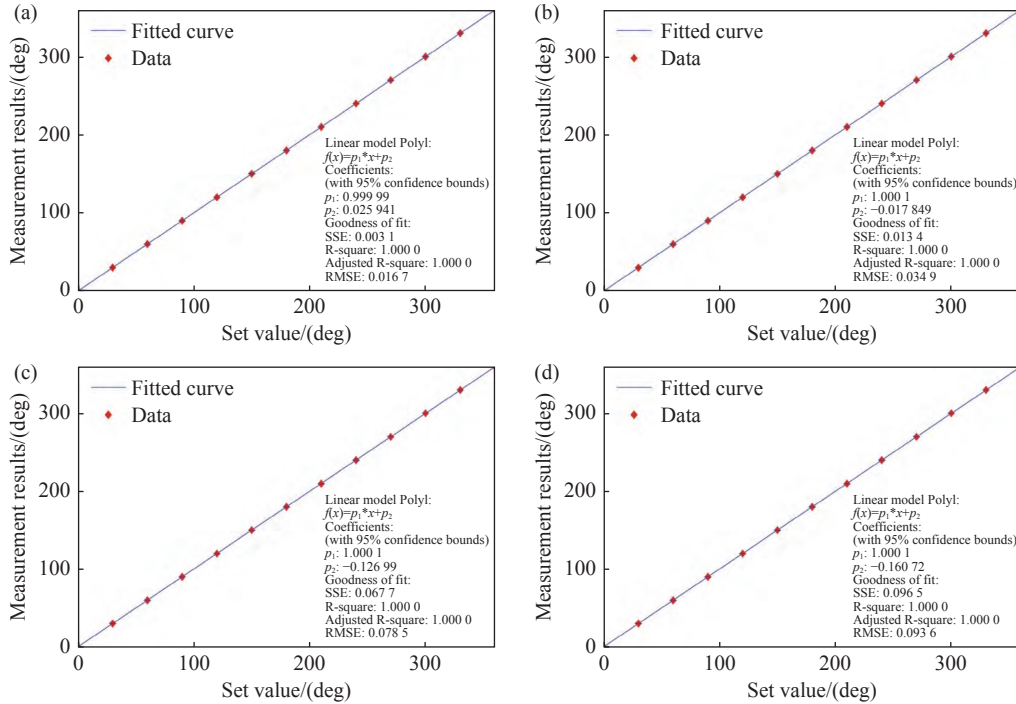 (a)
Fitted curve
Data
Measurement results/(deg)
300
200
100
0
Linear model Polyl:
f(x)=p₁*x+p₂
Coefficients:
(with 95% confidence bounds)
p₁: 0.999 99
p₂: 0.025 941
Goodness of fit:
SSE: 0.003 1
R-square: 1.000 0
Adjusted R-square: 1.000 0
RMSE: 0.016 7
0 100 200 300
Set value/(deg)
(b)
Fitted curve
Data
Measurement results/(deg)
300
200
100
0
Linear model Polyl:
f(x)=p₁*x+p₂
Coefficients:
(with 95% confidence bounds)
p₁: 1.000 1
p₂: −0.017 849
Goodness of fit:
SSE: 0.013 4
R-square: 1.000 0
Adjusted R-square: 1.000 0
RMSE: 0.034 9
0 100 200 300
Set value/(deg)
(c)
Fitted curve
Data
Measurement results/(deg)
300
200
100
0
Linear model Polyl:
f(x)=p₁*x+p₂
Coefficients:
(with 95% confidence bounds)
p₁: 1.000 1
p₂: −0.126 99
Goodness of fit:
SSE: 0.067 7
R-square: 1.000 0
Adjusted R-square: 1.000 0
RMSE: 0.078 5
0 100 200 300
Set value/(deg)
(d)
Fitted curve
Data
Measurement results/(deg)
300
200
100
0
Linear model Polyl:
f(x)=p₁*x+p₂
Coefficients:
(with 95% confidence bounds)
p₁: 1.000 1
p₂: −0.160 72
Goodness of fit:
SSE: 0.096 5
R-square: 1.000 0
Adjusted R-square: 1.000 0
RMSE: 0.093 6
0 100 200 300
Set value/(deg)